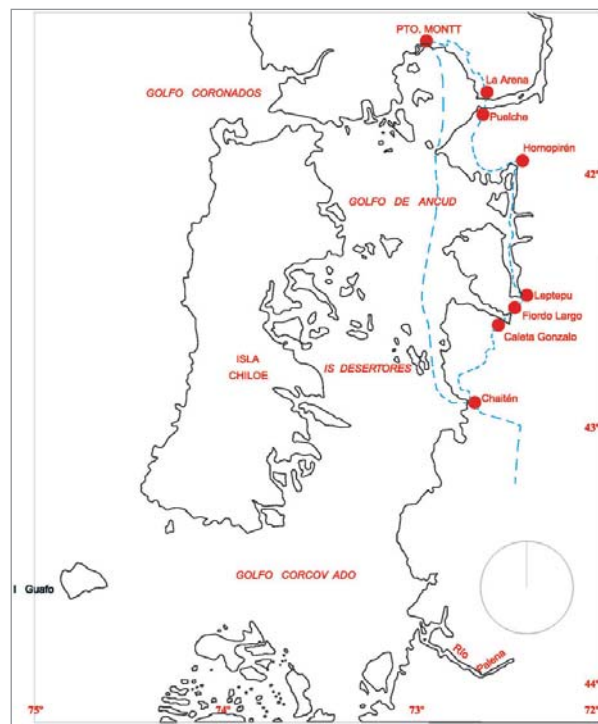 PTO. MONTT
La Arena
GOLFO CORONADOS
Puelche
Hornopirén
42°
GOLFO DE ANCUD
Leptepu
Fiordo Largo
Caleta Gonzalo
ISLA
CHILOE
IS DESERTORES
Chaitén
43°
GOLFO CORCOV ADO
I Guafo
Río Palena
44°
75°
74°
73°
72°